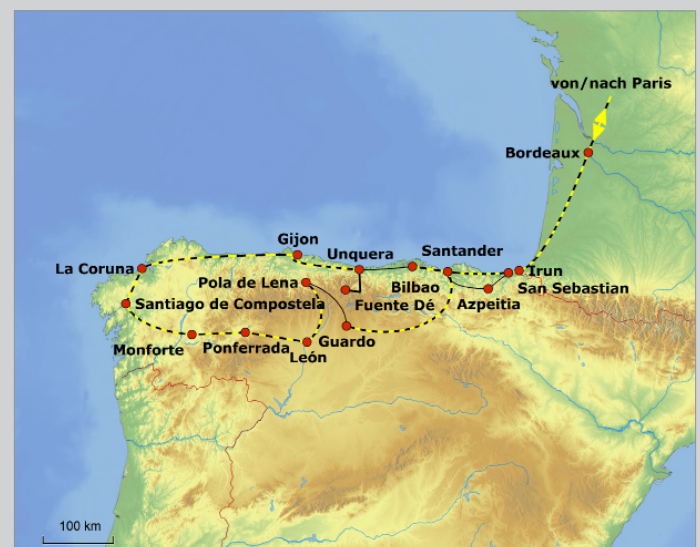 von/nach Paris
Bordeaux
Gijon
Unquera
Santander
La Coruna
Irun
Pola de Lena
Bilbao
San Sebastian
Santiago de Compostela
Fuente Dé
Azpeitia
Monforte
Ponferrada
Guardo
León
100 km